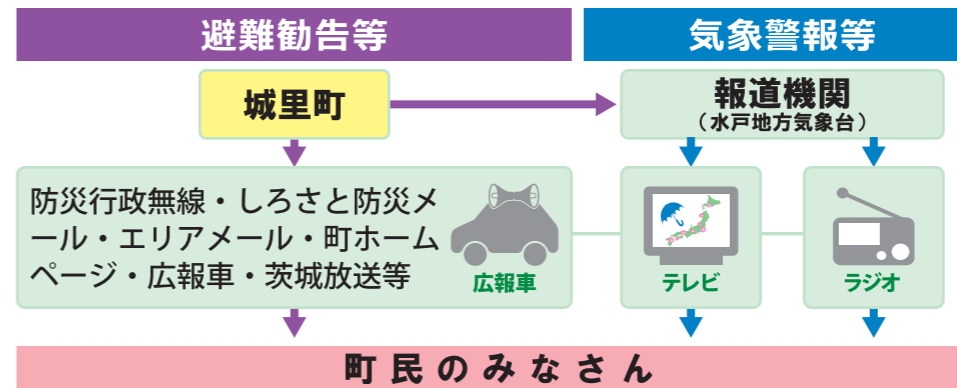 避難勧告等
気象警報等
城里町
報道機関
(水戸地方気象台)
防災行政無線・しろさと防災メ
ール・エリアメール・町ホーム
ページ・広報車・茨城放送等
広報車
テレビ
ラジオ
町民のみなさん